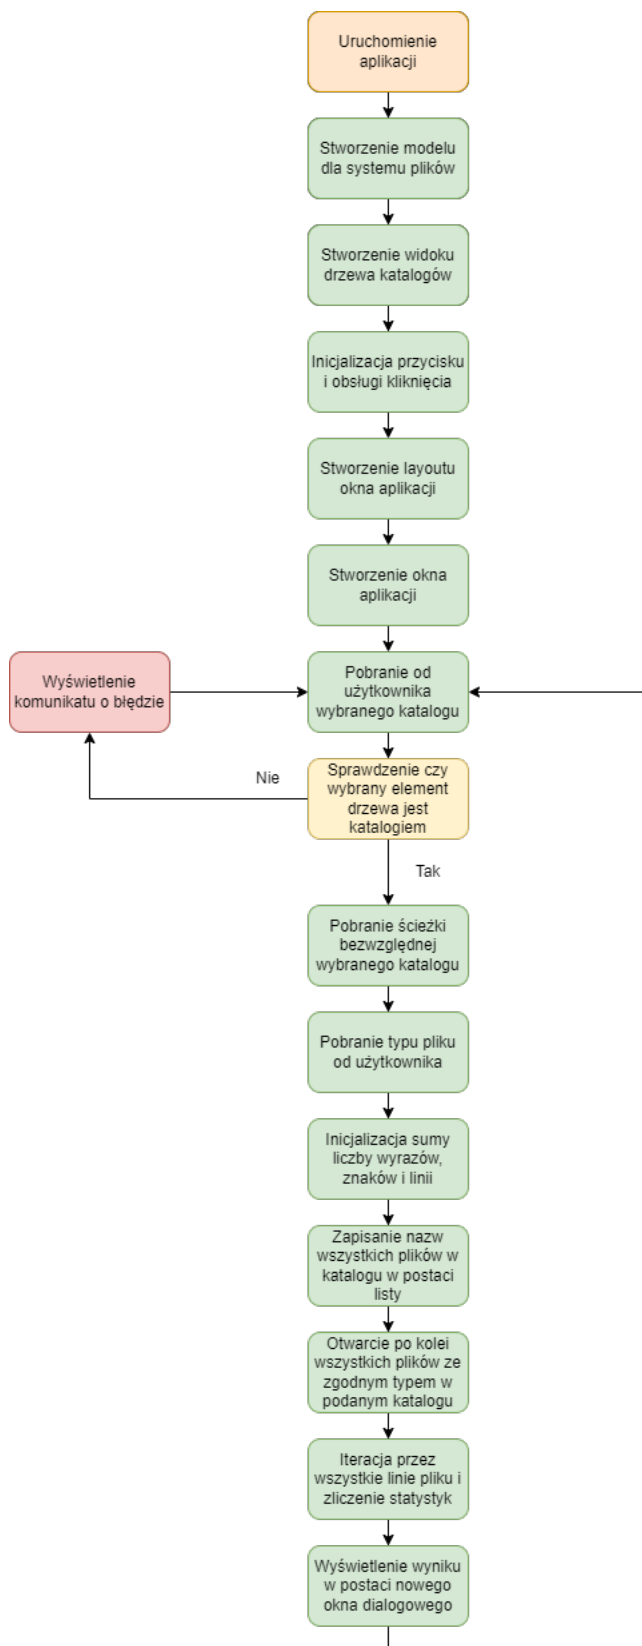 Uruchomienie
aplikacji
Stworzenie modelu
dla systemu plików
Stworzenie widoku
drzewa katalogów
Inicjalizacja przycisku
i obsługi kliknięcia
Stworzenie layoutu
okna aplikacji
Stworzenie okna
aplikacji
Wyświetlenie
komunikatu o błędzie
Pobranie od
użytkownika
wybranego katalogu
Nie
Sprawdzenie czy
wybrany element
drzewa jest
katalogiem
Tak
Pobranie ścieżki
bezwzględnej
wybranego katalogu
Pobranie typu pliku
od użytkownika
Inicjalizacja sumy
liczby wyrazów,
znaków i linii
Zapisanie nazw
wszystkich plików w
katalogu w postaci
listy
Otwarcie po kolei
wszystkich plików ze
zgodnym typem w
podanym katalogu
Iteracja przez
wszystkie linie pliku i
zliczenie statystyk
Wyświetlenie wyniku
w postaci nowego
okna dialogowego